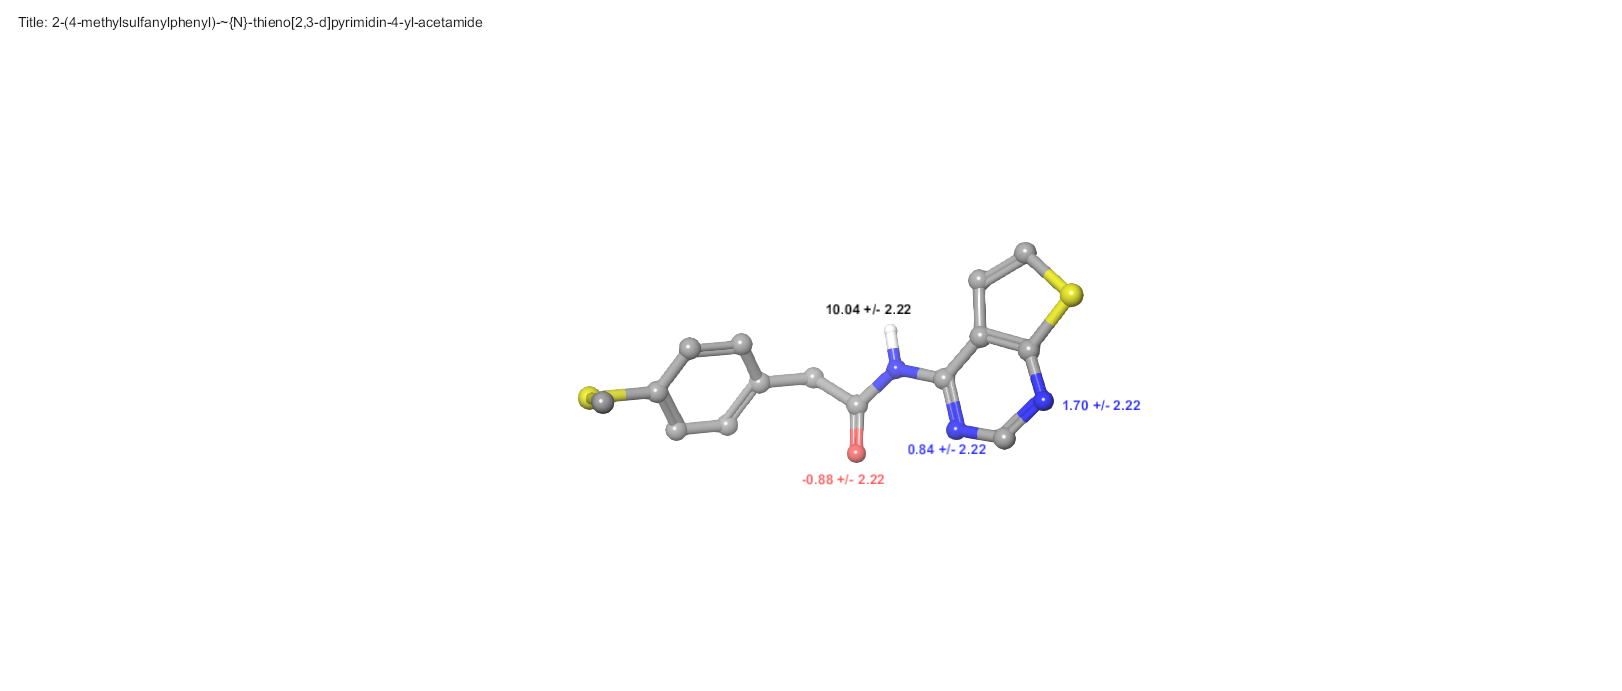 Title: 2-(4-methylsulfanylphenyl)-~{N}-thieno[2,3-d]pyrimidin-4-yl-acetamide
10.04 +/- 2.22
1.70 +/- 2.22
0.84 +/- 2.22
-0.88 +/- 2.22